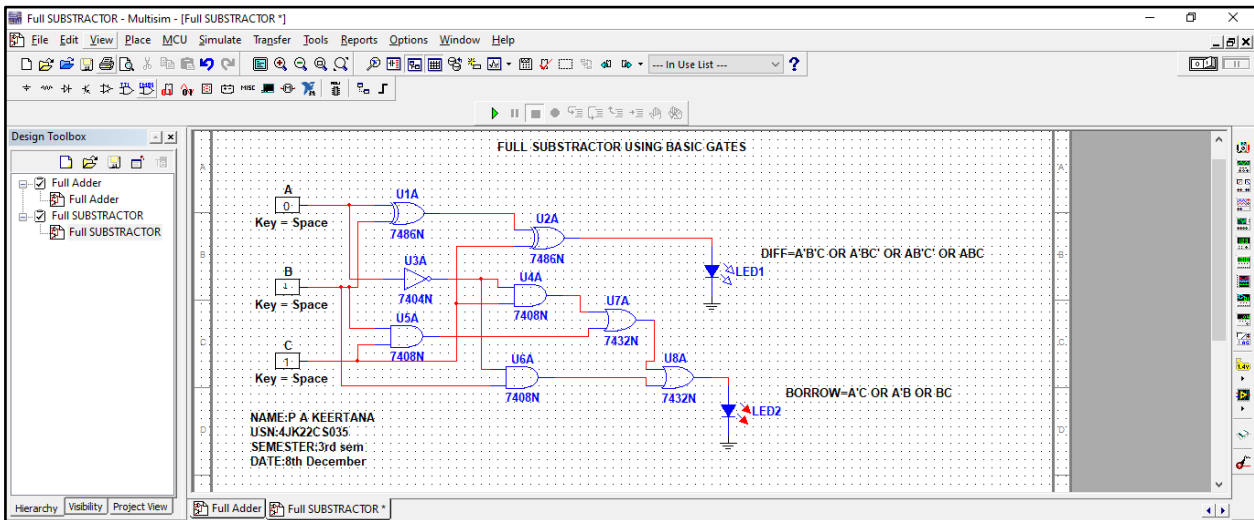 Full SUBSTRACTOR - Multisim - [Full SUBSTRACTOR *]
File Edit View Place MCU Simulate Transfer Tools Reports Options Window Help
--- In Use List ---
MISC
Design Toolbox
Full Adder
Full Adder
Full SUBSTRACTOR
Full SUBSTRACTOR
Hierarchy Visibility Project View
FULL SUBSTRACTOR USING BASIC GATES
A
0
Key = Space
U1A
7486N
U2A
7486N
DIFF=A'B'C OR A'BC' OR AB'C' OR ABC
LED1
B
1
Key = Space
U3A
7404N
U4A
7408N
U7A
7432N
U5A
7408N
C
1
Key = Space
U6A
7408N
U8A
7432N
BORROW=A'C OR A'B OR BC
LED2
NAME:P A KEERTANA
USN:4JK22CS035
SEMESTER:3rd sem
DATE:8th December
A
B
C
D
A
B
C
D
Full Adder Full SUBSTRACTOR *